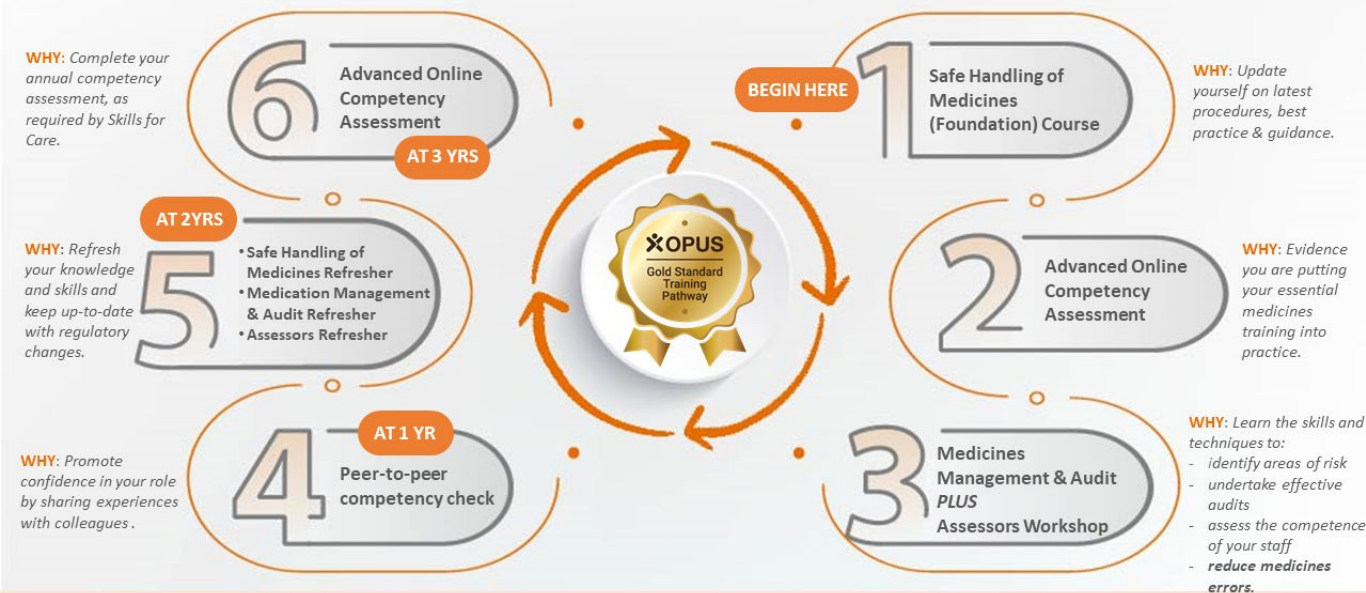 BEGIN HERE
1
Safe Handling of
Medicines
(Foundation) Course
WHY: Update
yourself on latest
procedures, best
practice & guidance.
2
Advanced Online
Competency
Assessment
WHY: Evidence
you are putting
your essential
medicines
training into
practice.
3
Medicines
Management & Audit
PLUS
Assessors Workshop
WHY: Learn the skills and
techniques to:
- identify areas of risk
- undertake effective
audits
- assess the competence
of your staff
- reduce medicines
errors.
4
AT 1 YR
Peer-to-peer
competency check
WHY: Promote
confidence in your role
by sharing experiences
with colleagues .
5
AT 2YRS
•Safe Handling of
Medicines Refresher
•Medication Management
& Audit Refresher
•Assessors Refresher
WHY: Refresh
your knowledge
and skills and
keep up-to-date
with regulatory
changes.
6
Advanced Online
Competency
Assessment
AT 3 YRS
WHY: Complete your
annual competency
assessment, as
required by Skills for
Care.
OPUS
Gold Standard
Training
Pathway